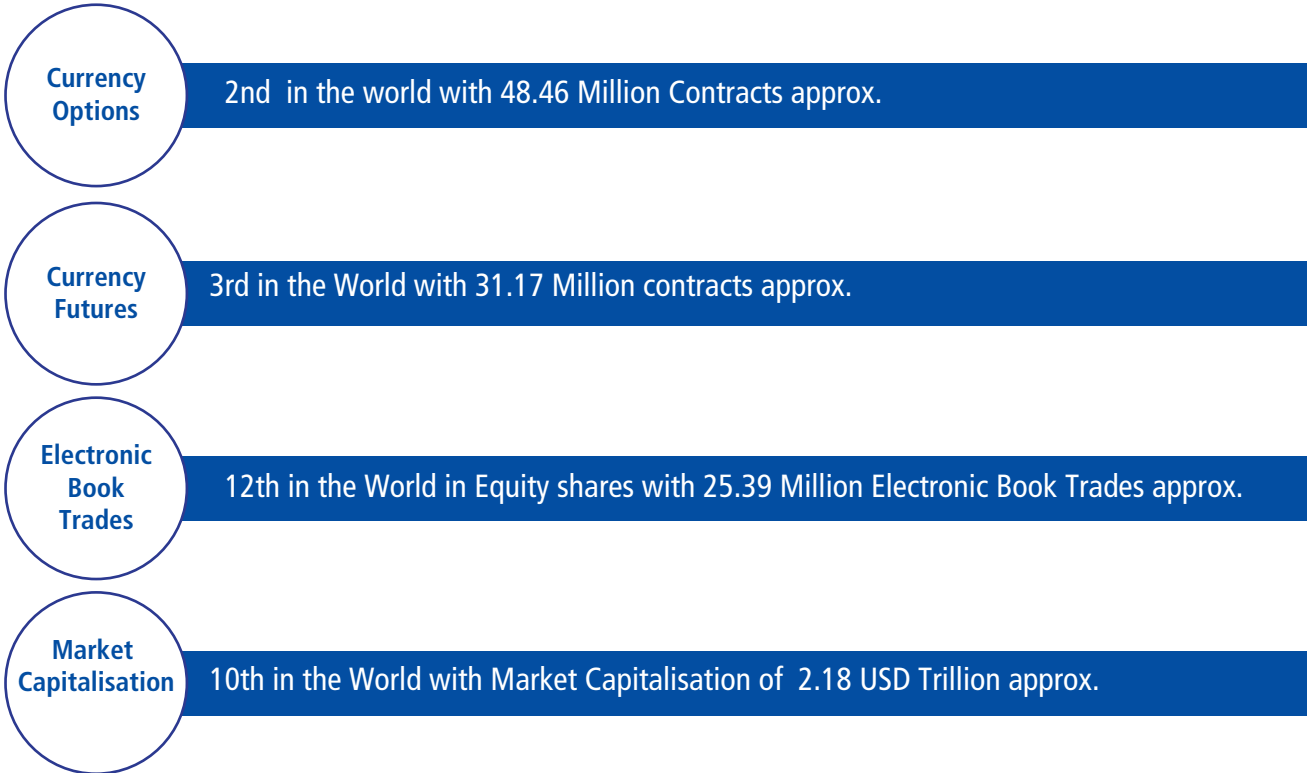 Currency
Options
2nd in the world with 48.46 Million Contracts approx.
Currency
Futures
3rd in the World with 31.17 Million contracts approx.
Electronic
Book
Trades
12th in the World in Equity shares with 25.39 Million Electronic Book Trades approx.
Market
Capitalisation
10th in the World with Market Capitalisation of 2.18 USD Trillion approx.